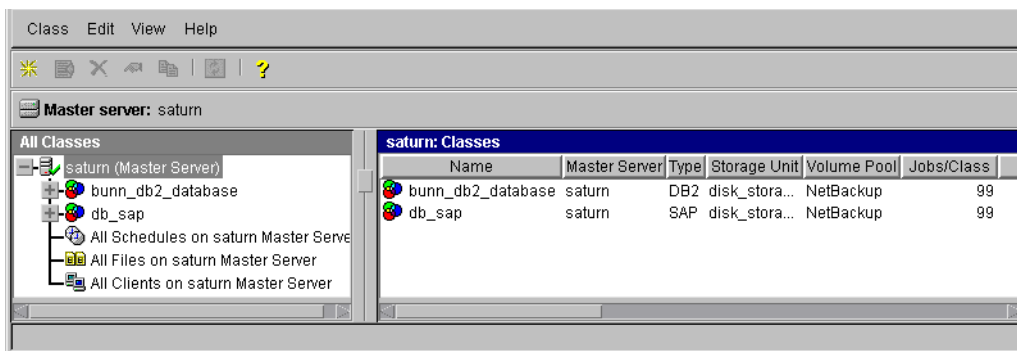 Class Edit View Help
?
Master server: saturn
All Classes
saturn (Master Server)
bunn_db2_database
db_sap
All Schedules on saturn Master Serve
All Files on saturn Master Server
All Clients on saturn Master Server
saturn: Classes
Name Master Server Type Storage Unit Volume Pool Jobs/Class
bunn_db2_database saturn DB2 disk_stora... NetBackup 99
db_sap saturn SAP disk_stora... NetBackup 99